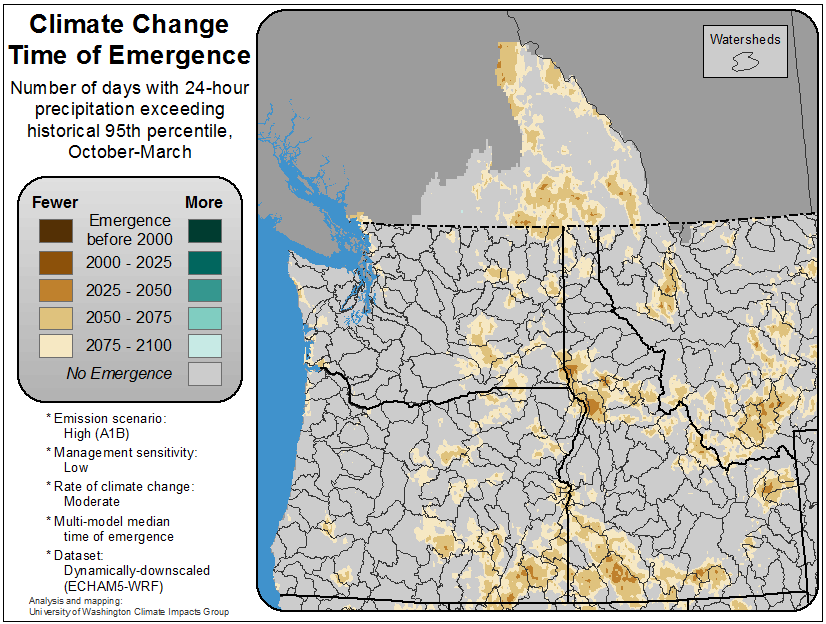 Climate Change
Time of Emergence
Number of days with 24-hour
precipitation exceeding
historical 95th percentile,
October-March
Fewer
More
Emergence
before 2000
2000 - 2025
2025 - 2050
2050 - 2075
2075 - 2100
No Emergence
* Emission scenario:
High (A1B)
* Management sensitivity:
Low
* Rate of climate change:
Moderate
* Multi-model median
time of emergence
* Dataset:
Dynamically-downscaled
(ECHAM5-WRF)
Analysis and mapping:
University of Washington Climate Impacts Group
Watersheds